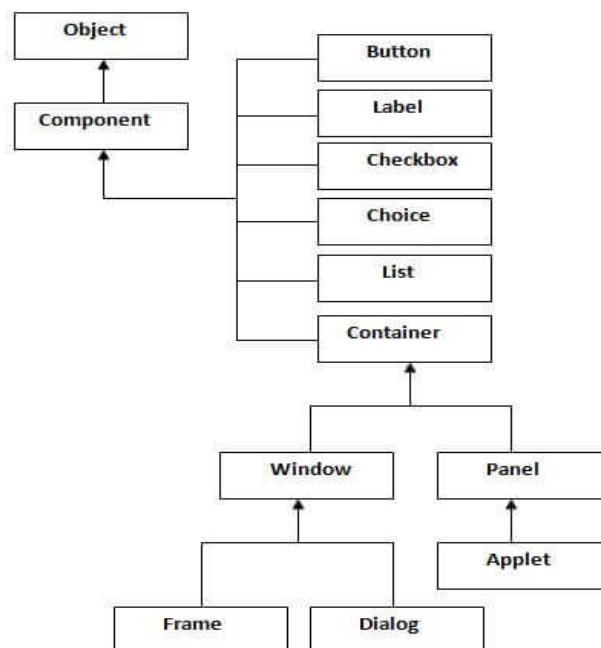 Object
Component
Button
Label
Checkbox
Choice
List
Container
Window
Panel
Applet
Frame
Dialog